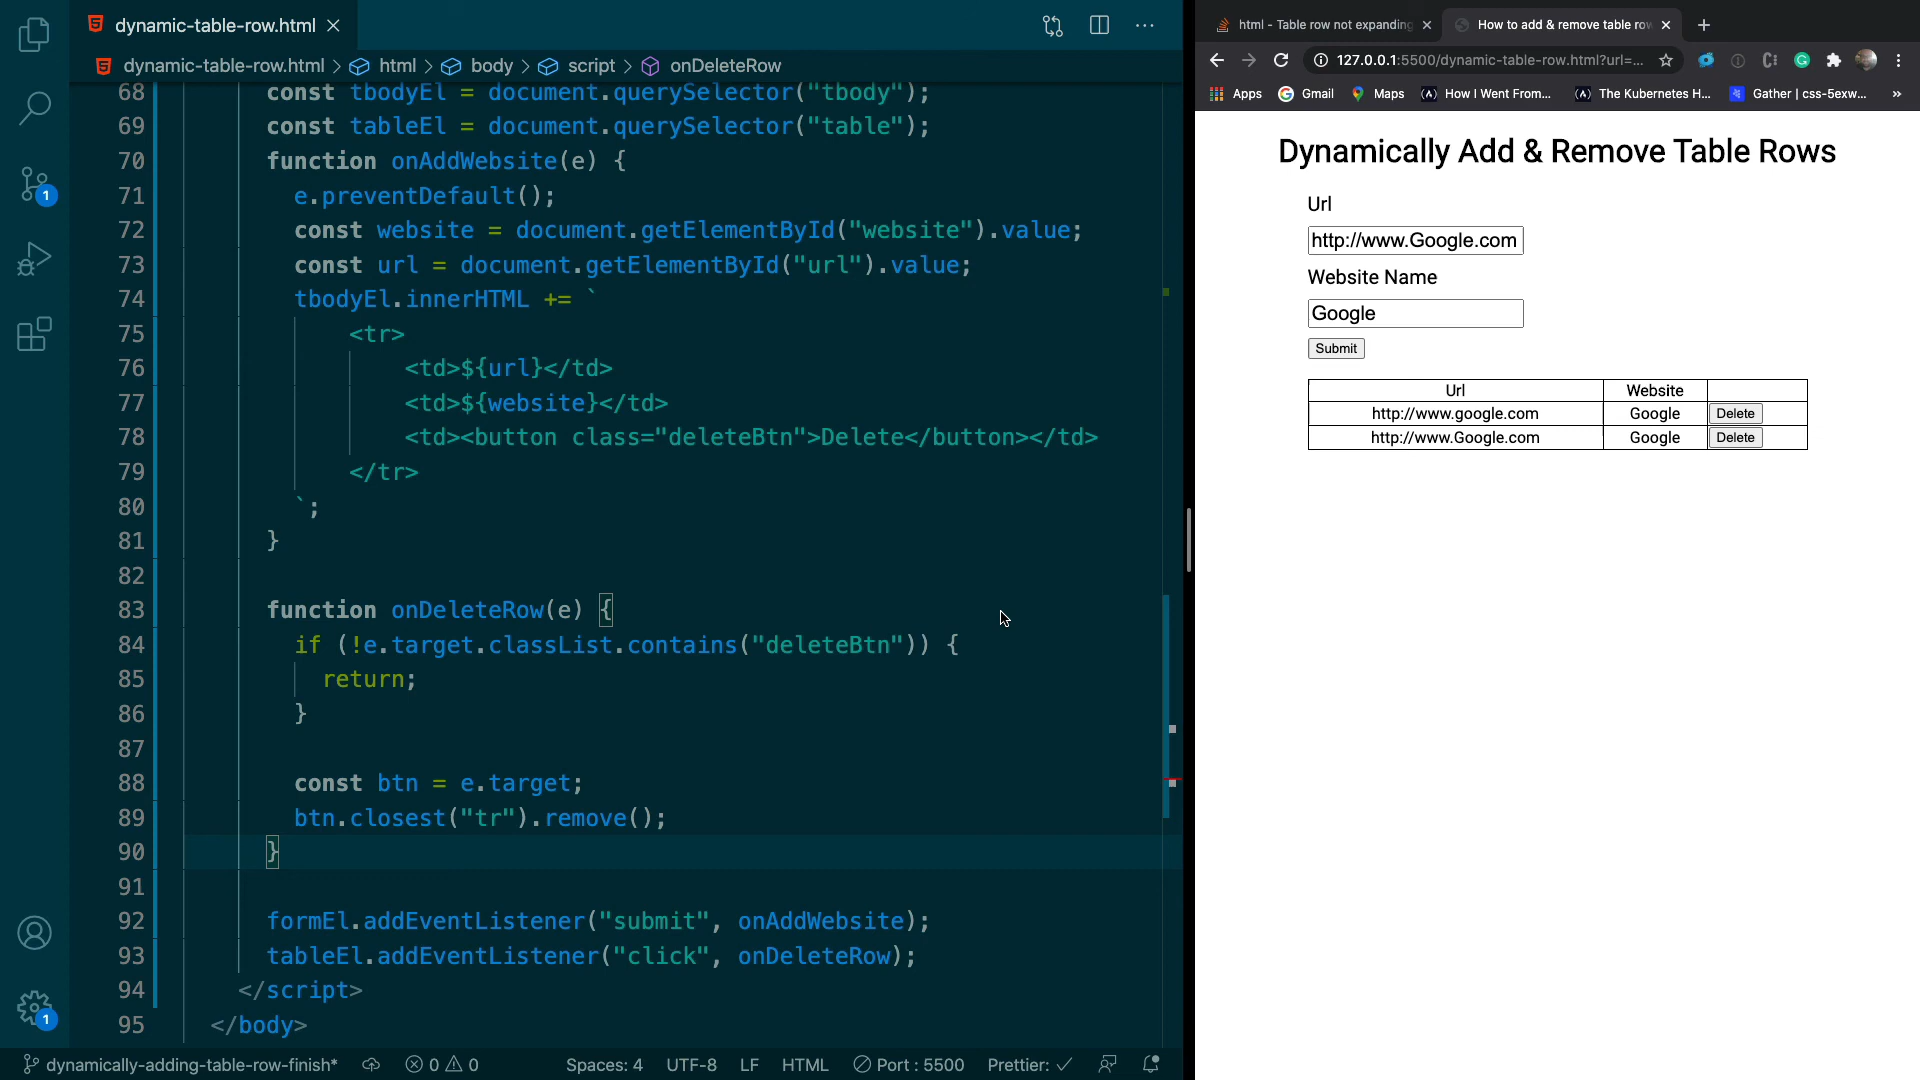 dynamic-table-row.html
dynamic-table-row.html > html > body > script > onDeleteRow
68 const tbodyEl = document.querySelector("tbody");
69 const tableEl = document.querySelector("table");
70 function onAddWebsite(e) {
71 e.preventDefault();
72 const website = document.getElementById("website").value;
73 const url = document.getElementById("url").value;
74 tbodyEl.innerHTML += `
75 <tr>
76 <td>${url}</td>
77 <td>${website}</td>
78 <td><button class="deleteBtn">Delete</button></td>
79 </tr>
80 `;
81 }
82
83 function onDeleteRow(e) {
84 if (!e.target.classList.contains("deleteBtn")) {
85 return;
86 }
87
88 const btn = e.target;
89 btn.closest("tr").remove();
90 }
91
92 formEl.addEventListener("submit", onAddWebsite);
93 tableEl.addEventListener("click", onDeleteRow);
94 </script>
95 </body>
1
1
dynamically-adding-table-row-finish* 0 0 Spaces: 4 UTF-8 LF HTML Port : 5500 Prettier: ✓
html - Table row not expanding How to add & remove table row
127.0.0.1:5500/dynamic-table-row.html?url=...
Apps Gmail Maps How I Went From... The Kubernetes H... Gather | css-5exw... »
Dynamically Add & Remove Table Rows
Url
http://www.Google.com
Website Name
Google
Submit
Url Website
http://www.google.com Google Delete
http://www.Google.com Google Delete